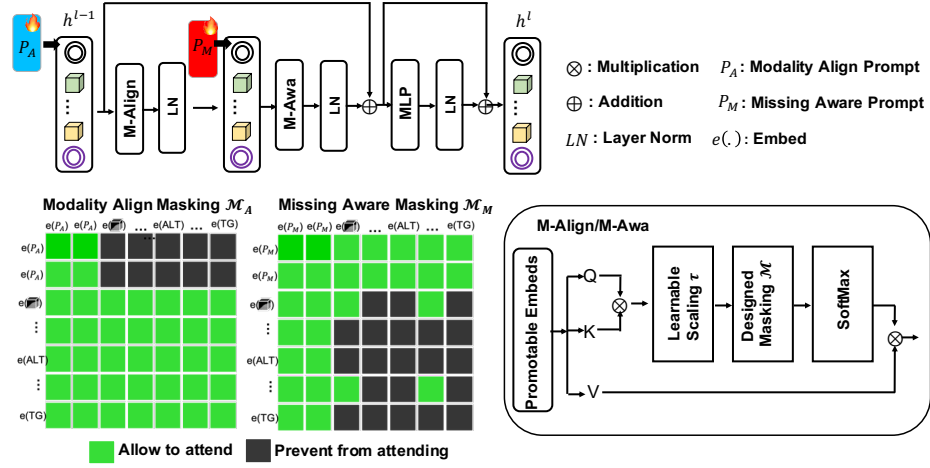 h^{l-1}
h^l
P_A
P_M
M-Align
LN
M-Awa
LN
MLP
LN
...
...
...
⊗ : Multiplication
P_A: Modality Align Prompt
⊕ : Addition
P_M: Missing Aware Prompt
LN : Layer Norm
e(.) : Embed
Modality Align Masking ℳ_A
e(P_A) e(P_A) e( ) ... e(ALT) ... e(TG)
...
e(P_A)
e(P_A)
e( )
...
e(ALT)
...
e(TG)
Missing Aware Masking ℳ_M
e(P_M) e(P_M) e( ) ... e(ALT) ... e(TG)
e(P_M)
e(P_M)
e( )
...
e(ALT)
...
e(TG)
Allow to attend
Prevent from attending
M-Align/M-Awa
Promotable Embeds
Q
K
V
Learnable
Scaling τ
Designed
Masking ℳ
SoftMax